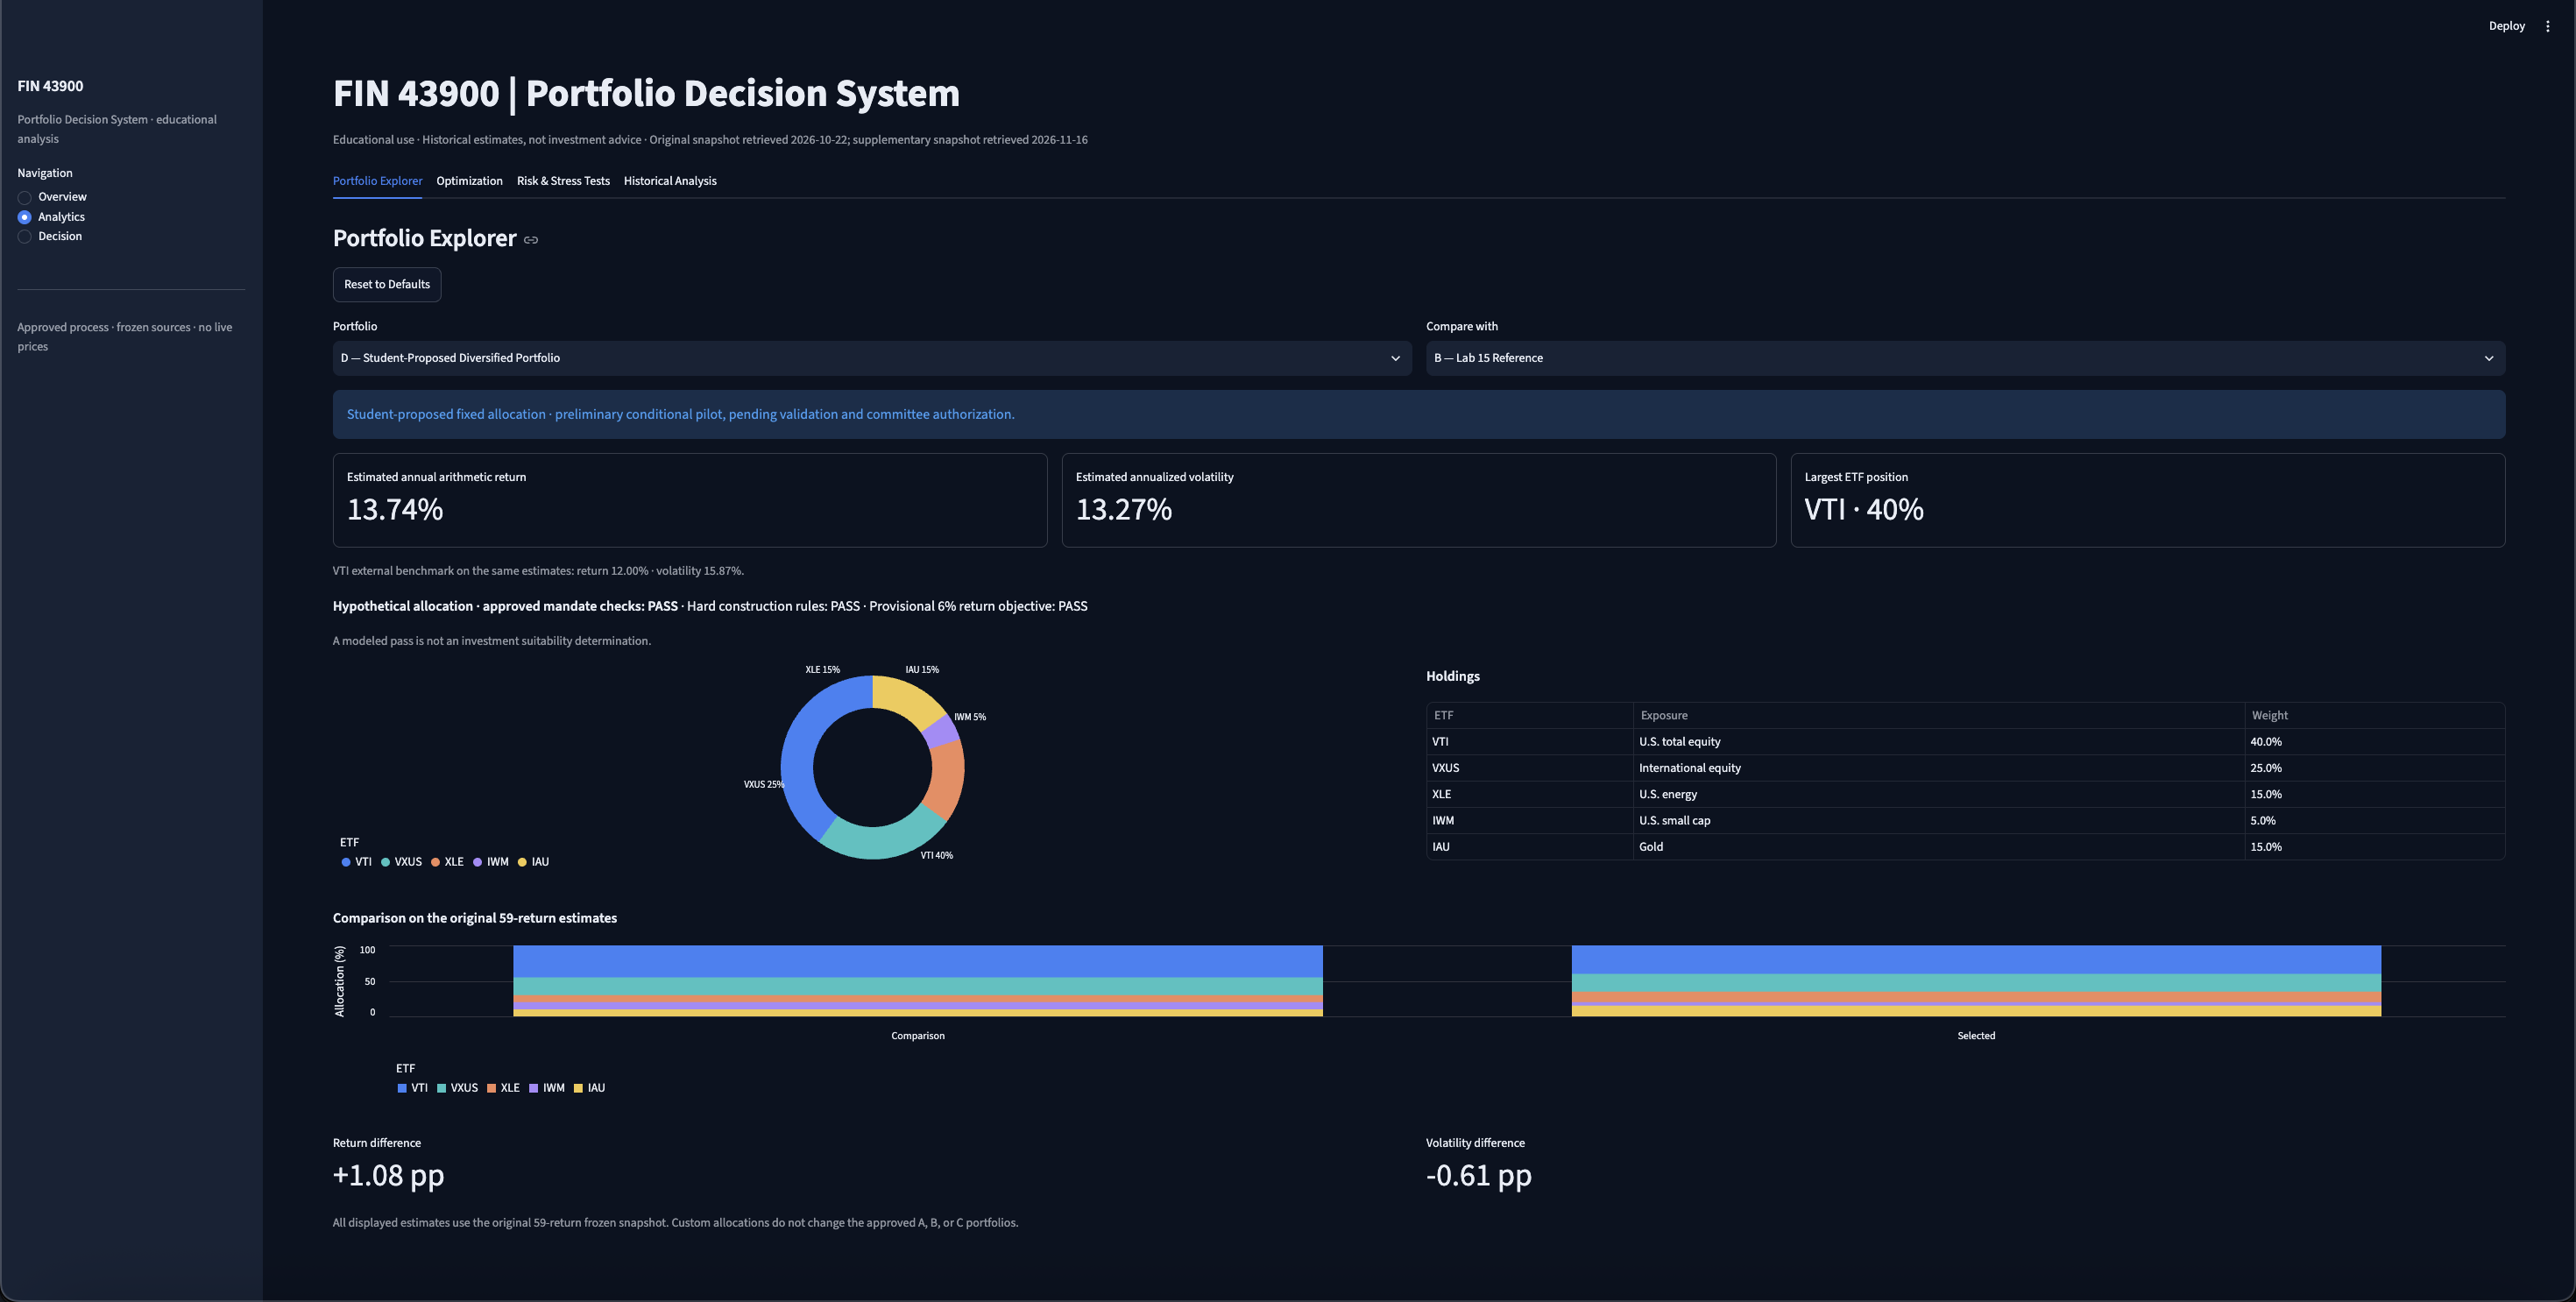 Deploy
FIN 43900
Portfolio Decision System · educational
analysis
Navigation
Overview
Analytics
Decision
Approved process · frozen sources · no live
prices
FIN 43900 | Portfolio Decision System
Educational use · Historical estimates, not investment advice · Original snapshot retrieved 2026-10-22; supplementary snapshot retrieved 2026-11-16
Portfolio Explorer Optimization Risk & Stress Tests Historical Analysis
Portfolio Explorer
Reset to Defaults
Portfolio Compare with
D — Student-Proposed Diversified Portfolio B — Lab 15 Reference
Student-proposed fixed allocation · preliminary conditional pilot, pending validation and committee authorization.
Estimated annual arithmetic return Estimated annualized volatility Largest ETF position
13.74% 13.27% VTI · 40%
VTI external benchmark on the same estimates: return 12.00% · volatility 15.87%.
Hypothetical allocation · approved mandate checks: PASS · Hard construction rules: PASS · Provisional 6% return objective: PASS
A modeled pass is not an investment suitability determination.
XLE 15% IAU 15%
IWM 5%
VXUS 25%
VTI 40%
ETF
VTI VXUS XLE IWM IAU
Holdings
ETF Exposure Weight
VTI U.S. total equity 40.0%
VXUS International equity 25.0%
XLE U.S. energy 15.0%
IWM U.S. small cap 5.0%
IAU Gold 15.0%
Comparison on the original 59-return estimates
Allocation (%)
100
50
0
Comparison Selected
ETF
VTI VXUS XLE IWM IAU
Return difference Volatility difference
+1.08 pp -0.61 pp
All displayed estimates use the original 59-return frozen snapshot. Custom allocations do not change the approved A, B, or C portfolios.